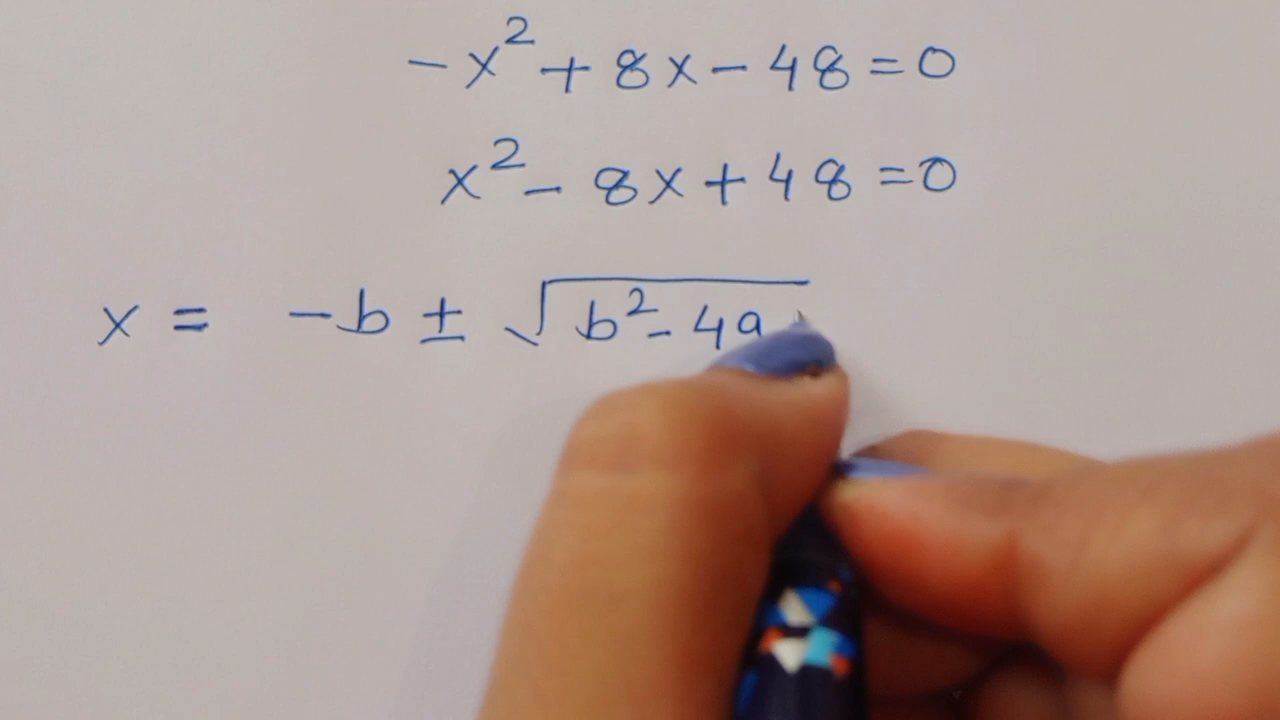 -x² + 8x - 48 = 0
x² - 8x + 48 = 0
x = -b ± √b² - 4a